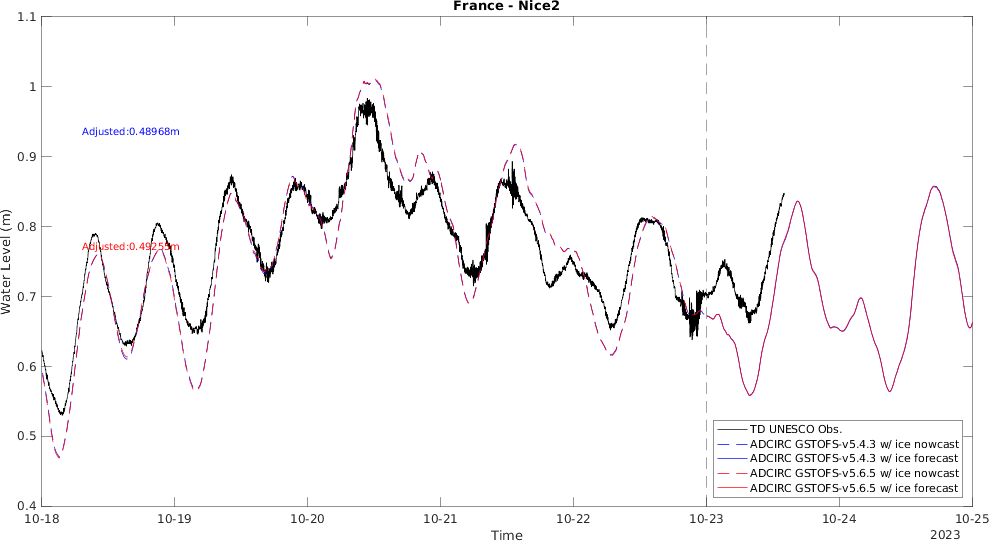 France - Nice2
1.1
1
0.9
0.8
0.7
0.6
0.5
0.4
Water Level (m)
Adjusted:0.48968m
Adjusted:0.49255m
TD UNESCO Obs.
ADCIRC GSTOFS-v5.4.3 w/ ice nowcast
ADCIRC GSTOFS-v5.4.3 w/ ice forecast
ADCIRC GSTOFS-v5.6.5 w/ ice nowcast
ADCIRC GSTOFS-v5.6.5 w/ ice forecast
10-18 10-19 10-20 10-21 10-22 10-23 10-24 10-25
Time
2023